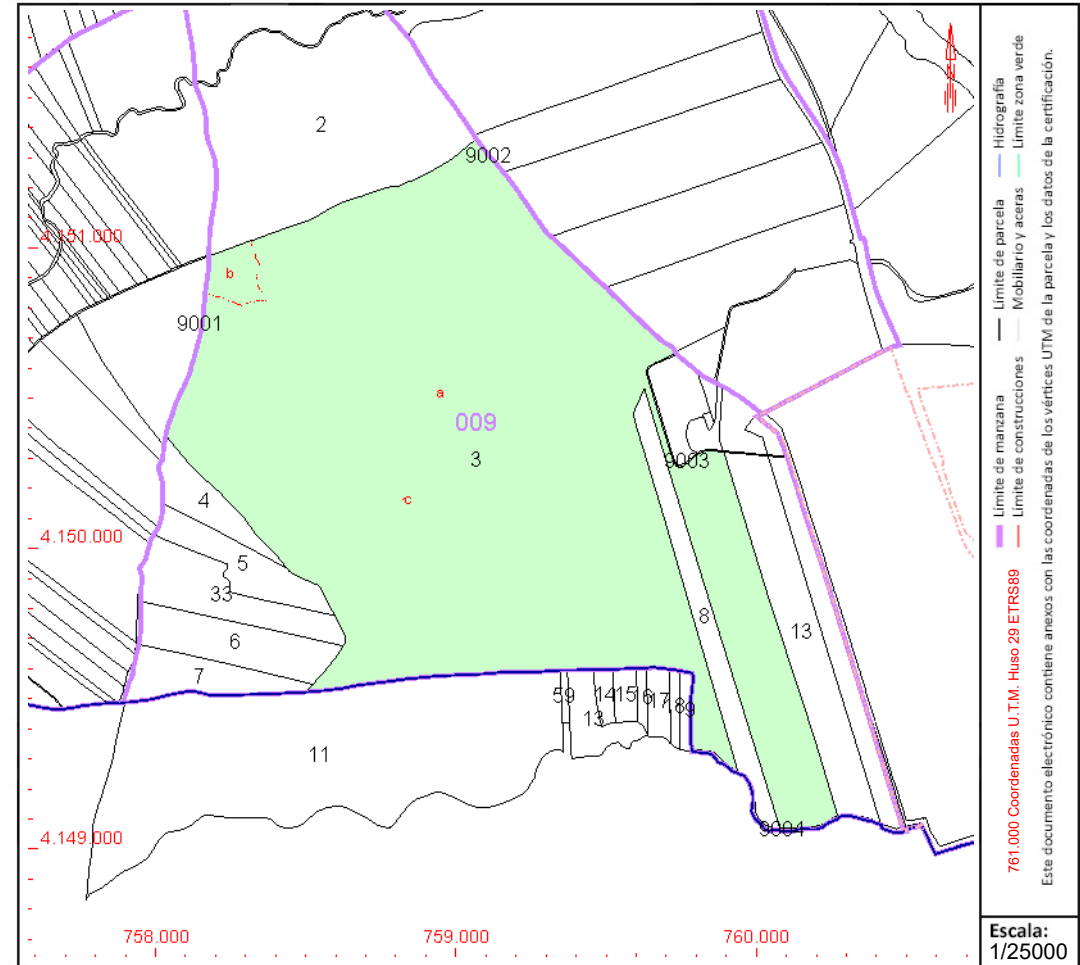 2
9002
4.151.000
b
9001
a
009
3
9003
c
4
4.150.000
5
33
8
13
6
7
59
14
15
16
17
18
9
13
11
9004
4.149.000
758.000
759.000
760.000
Límite de manzana
Límite de parcela
Hidrografía
761.000 Coordenadas U.T.M. Huso 29 ETRS89
Límite de construcciones
Mobiliario y aceras
Límite zona verde
Este documento electrónico contiene anexos con las coordenadas de los vértices UTM de la parcela y los datos de la certificación.
Escala:
1/25000